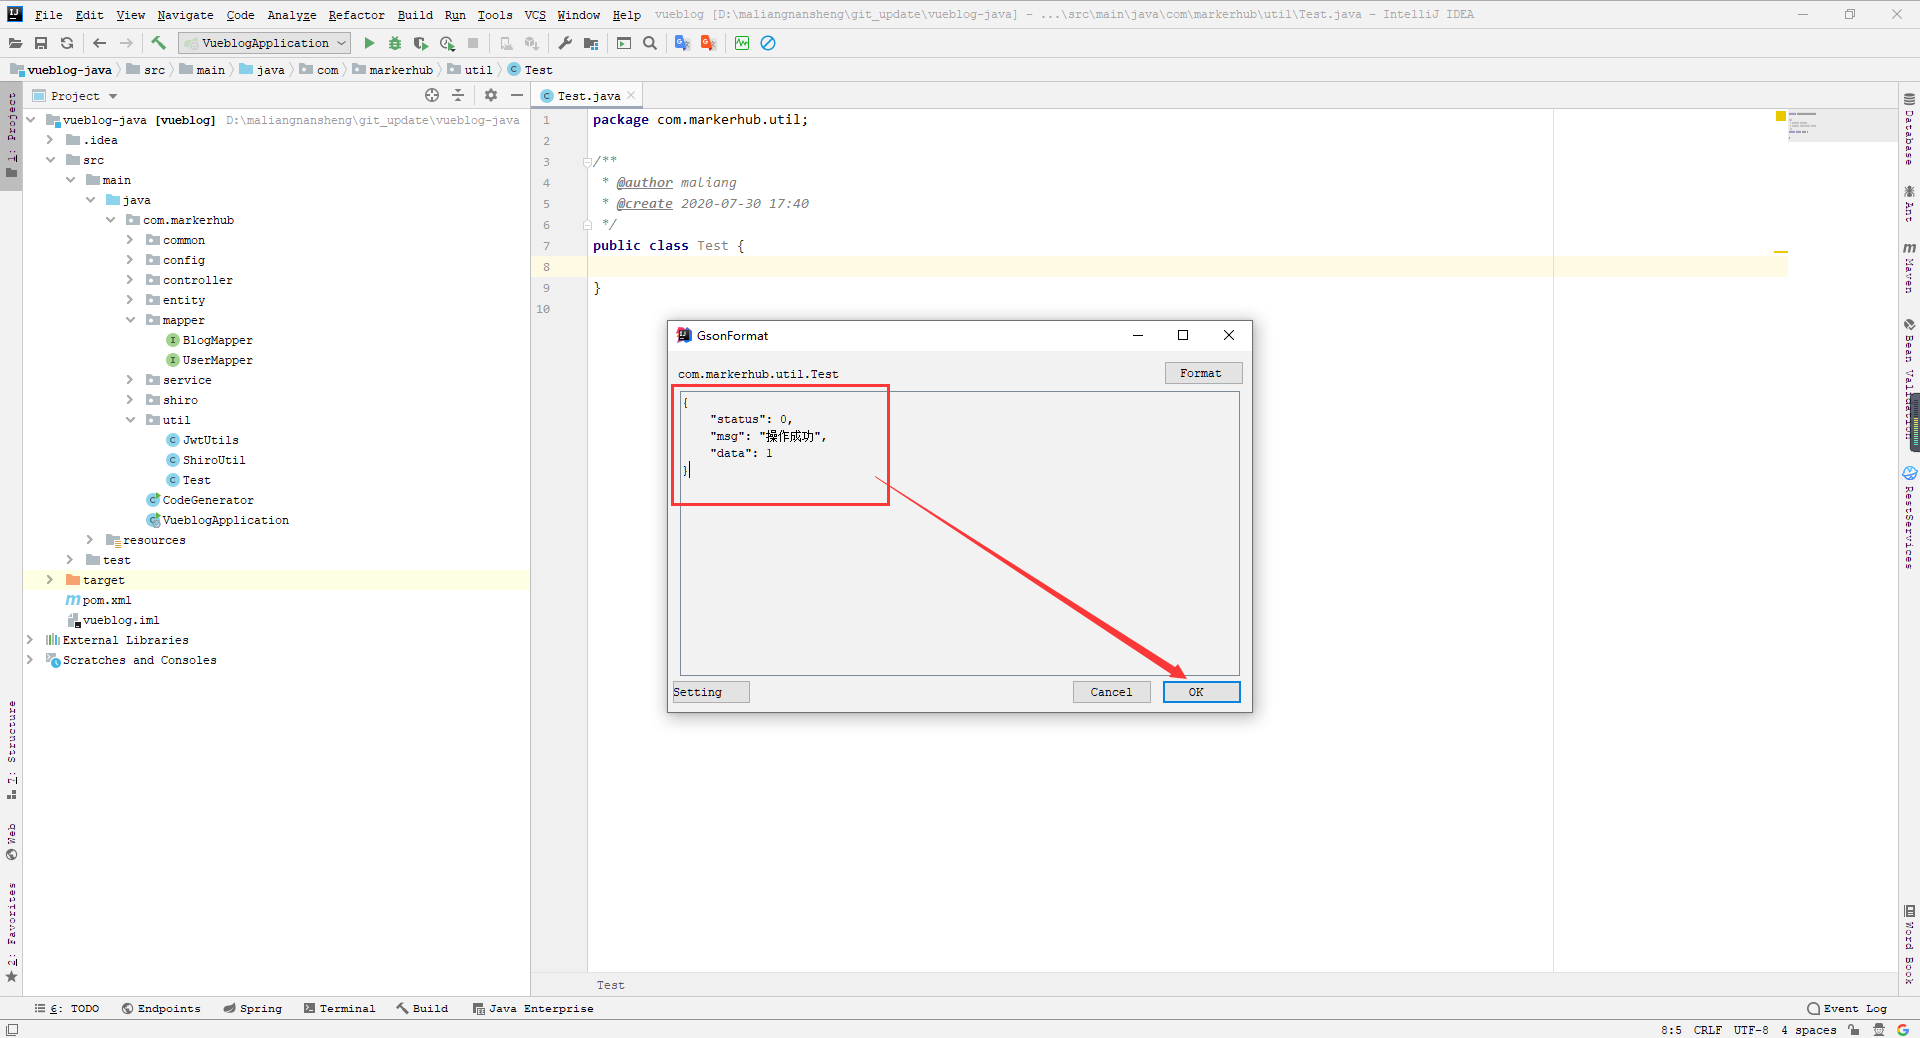 File Edit View Navigate Code Analyze Refactor Build Run Tools VCS Window Help vueblog [D:\maliangnansheng\git_update\vueblog-java] - ...\src\main\java\com\markerhub\util\Test.java - IntelliJ IDEA
VueblogApplication
vueblog-java src main java com markerhub util Test
Project
Test.java
1: Project
vueblog-java [vueblog] D:\maliangnansheng\git_update\vueblog-java
.idea
src
main
java
com.markerhub
common
config
controller
entity
mapper
BlogMapper
UserMapper
service
shiro
util
JwtUtils
ShiroUtil
Test
CodeGenerator
VueblogApplication
resources
test
target
pom.xml
vueblog.iml
External Libraries
Scratches and Consoles
7: Structure
Web
2: Favorites
1 package com.markerhub.util;
2
3 /**
4 * @author maliang
5 * @create 2020-07-30 17:40
6 */
7 public class Test {
8
9 }
10
GsonFormat
com.markerhub.util.Test
Format
{
"status": 0,
"msg": "操作成功",
"data": 1
}
Setting
Cancel
OK
Database
Ant
Maven
Bean Validation
RestServices
Word Book
Test
6: TODO Endpoints Spring Terminal Build Java Enterprise Event Log
8:5 CRLF UTF-8 4 spaces